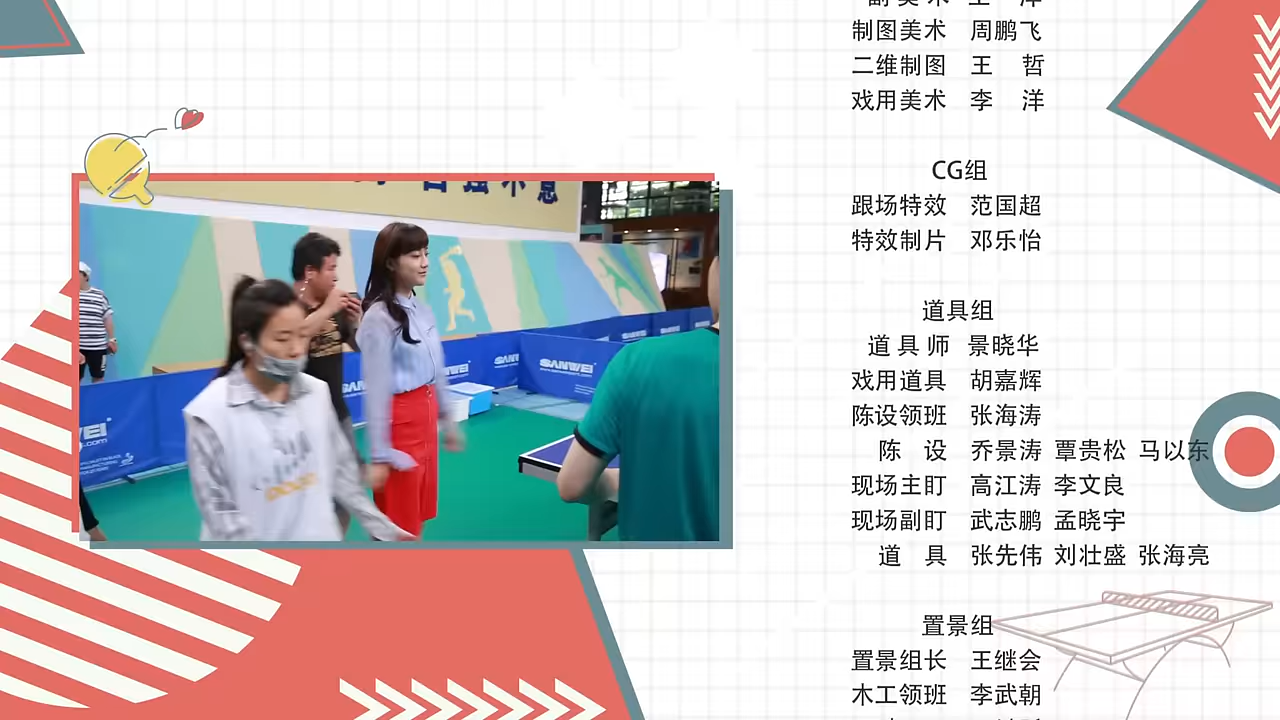 自强不息
SANWEI
SANWEI
制图美术 周鹏飞
二维制图 王 哲
戏用美术 李 洋
CG组
跟场特效 范国超
特效制片 邓乐怡
道具组
道具师 景晓华
戏用道具 胡嘉辉
陈设领班 张海涛
陈 设 乔景涛 覃贵松 马以东
现场主盯 高江涛 李文良
现场副盯 武志鹏 孟晓宇
道 具 张先伟 刘壮盛 张海亮
置景组
置景组长 王继会
木工领班 李武朝